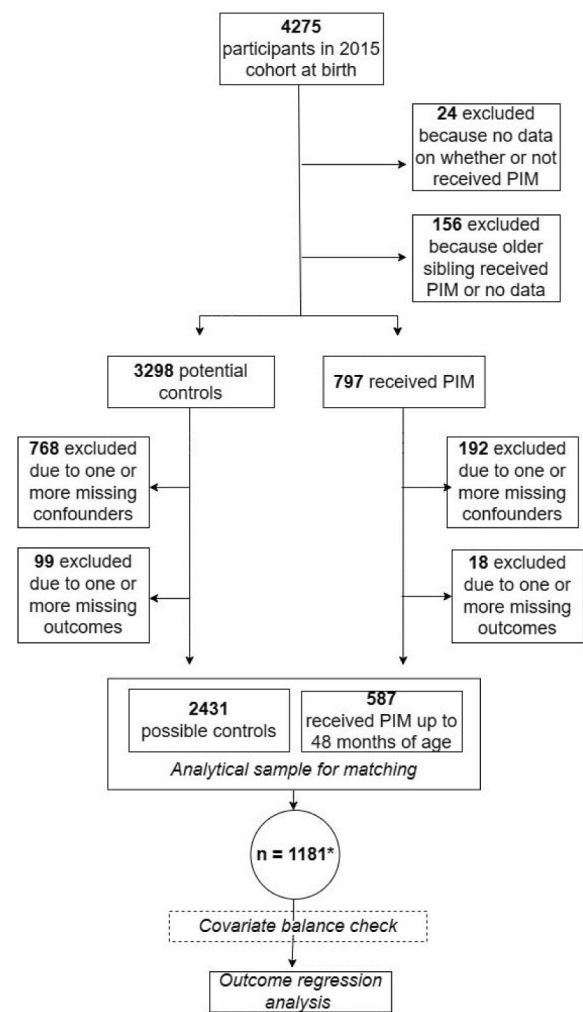 4275
participants in 2015
cohort at birth
24 excluded
because no data
on whether or not
received PIM
156 excluded
because older
sibling received
PIM or no data
3298 potential
controls
797 received PIM
768 excluded
due to one or
more missing
confounders
192 excluded
due to one or
more missing
confounders
99 excluded
due to one or
more missing
outcomes
18 excluded
due to one or
more missing
outcomes
2431
possible controls
587
received PIM up to
48 months of age
Analytical sample for matching
n = 1181*
Covariate balance check
Outcome regression
analysis